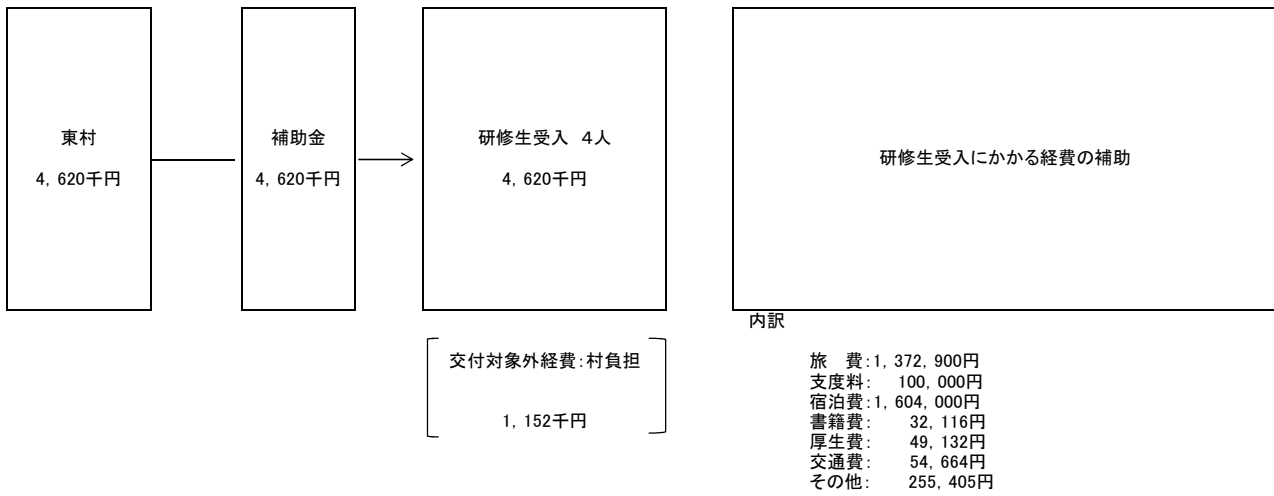 東村
4,620千円
補助金
4,620千円
研修生受入 4人
4,620千円
研修生受入にかかる経費の補助
交付対象外経費:村負担
1,152千円
内訳
旅 費:1,372,900円
支度料: 100,000円
宿泊費:1,604,000円
書籍費: 32,116円
厚生費: 49,132円
交通費: 54,664円
その他: 255,405円